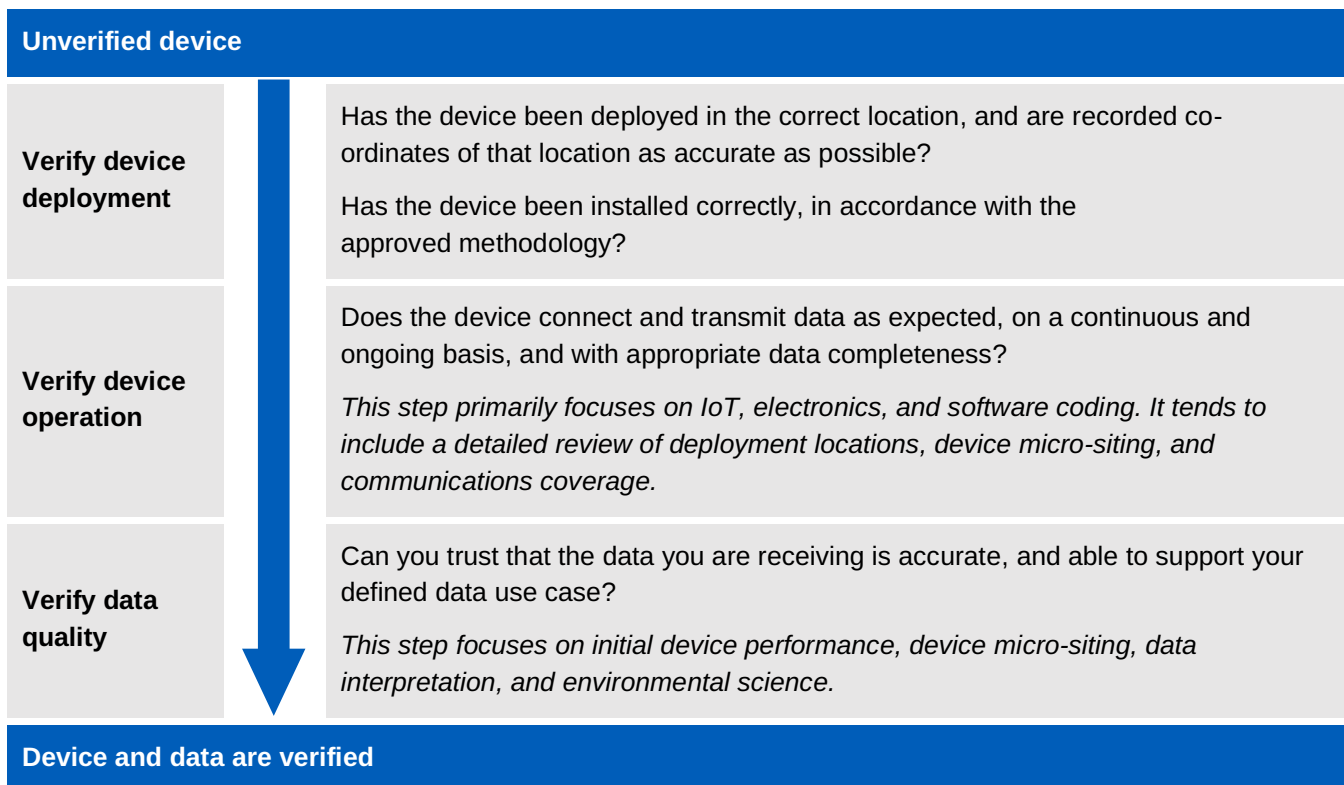 Unverified device
Verify device
deployment
Has the device been deployed in the correct location, and are recorded co-
ordinates of that location as accurate as possible?
Has the device been installed correctly, in accordance with the
approved methodology?
Verify device
operation
Does the device connect and transmit data as expected, on a continuous and
ongoing basis, and with appropriate data completeness?
This step primarily focuses on IoT, electronics, and software coding. It tends to
include a detailed review of deployment locations, device micro-siting, and
communications coverage.
Verify data
quality
Can you trust that the data you are receiving is accurate, and able to support your
defined data use case?
This step focuses on initial device performance, device micro-siting, data
interpretation, and environmental science.
Device and data are verified